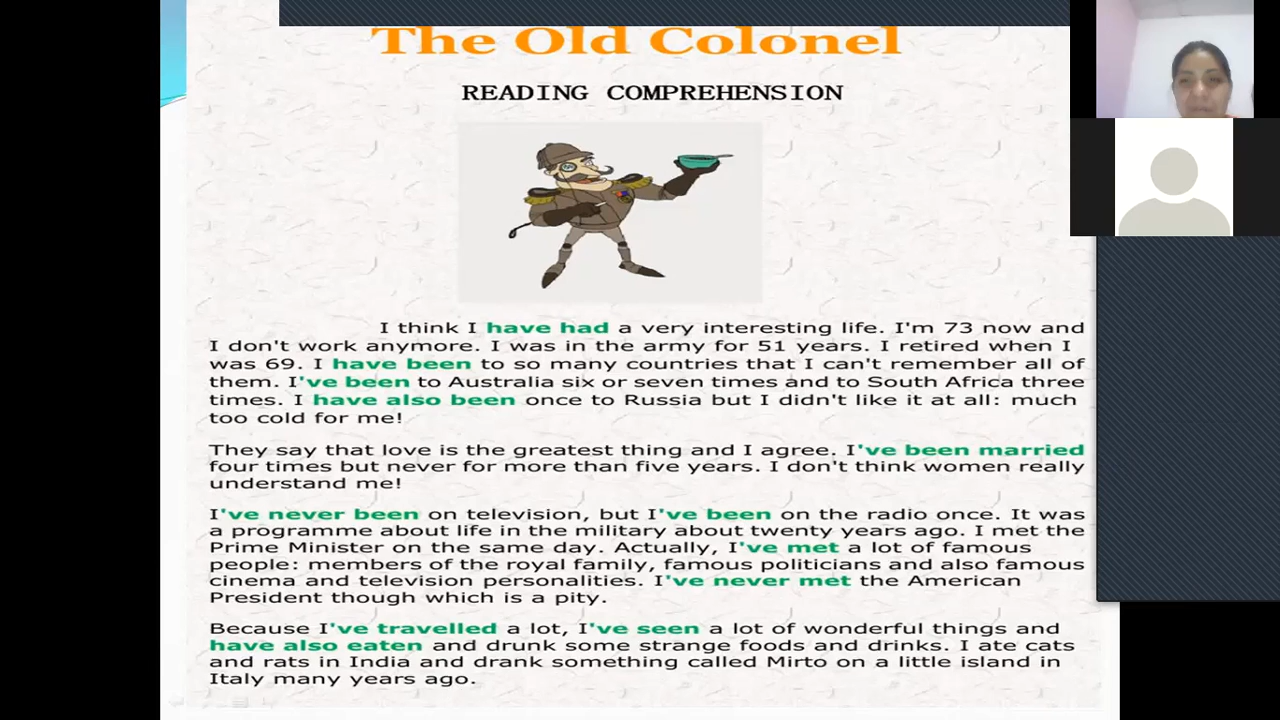 The Old Colonel
READING COMPREHENSION
I think I have had a very interesting life. I'm 73 now and
I don't work anymore. I was in the army for 51 years. I retired when I
was 69. I have been to so many countries that I can't remember all of
them. I've been to Australia six or seven times and to South Africa three
times. I have also been once to Russia but I didn't like it at all: much
too cold for me!
They say that love is the greatest thing and I agree. I've been married
four times but never for more than five years. I don't think women really
understand me!
I've never been on television, but I've been on the radio once. It was
a programme about life in the military about twenty years ago. I met the
Prime Minister on the same day. Actually, I've met a lot of famous
people: members of the royal family, famous politicians and also famous
cinema and television personalities. I've never met the American
President though which is a pity.
Because I've travelled a lot, I've seen a lot of wonderful things and
have also eaten and drunk some strange foods and drinks. I ate cats
and rats in India and drank something called Mirto on a little island in
Italy many years ago.